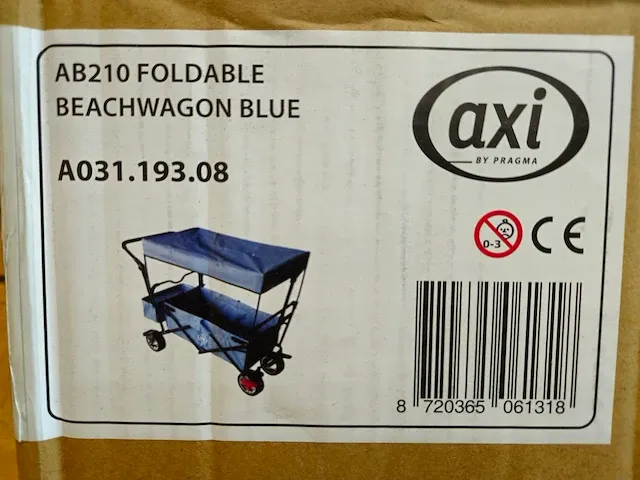 AB210 FOLDABLE
BEACHWAGON BLUE
A031.193.08
axi
BY PRAGMA
0-3
CE
8 720365 061318